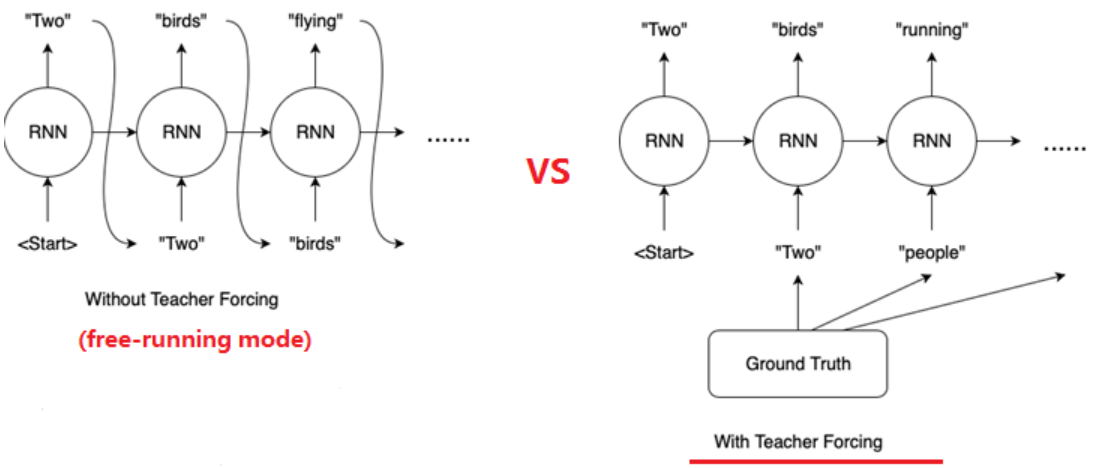 "Two" "birds" "flying"
RNN RNN RNN ......
<Start> "Two" "birds"
Without Teacher Forcing
(free-running mode)
VS
"Two" "birds" "running"
RNN RNN RNN ......
<Start> "Two" "people"
Ground Truth
With Teacher Forcing